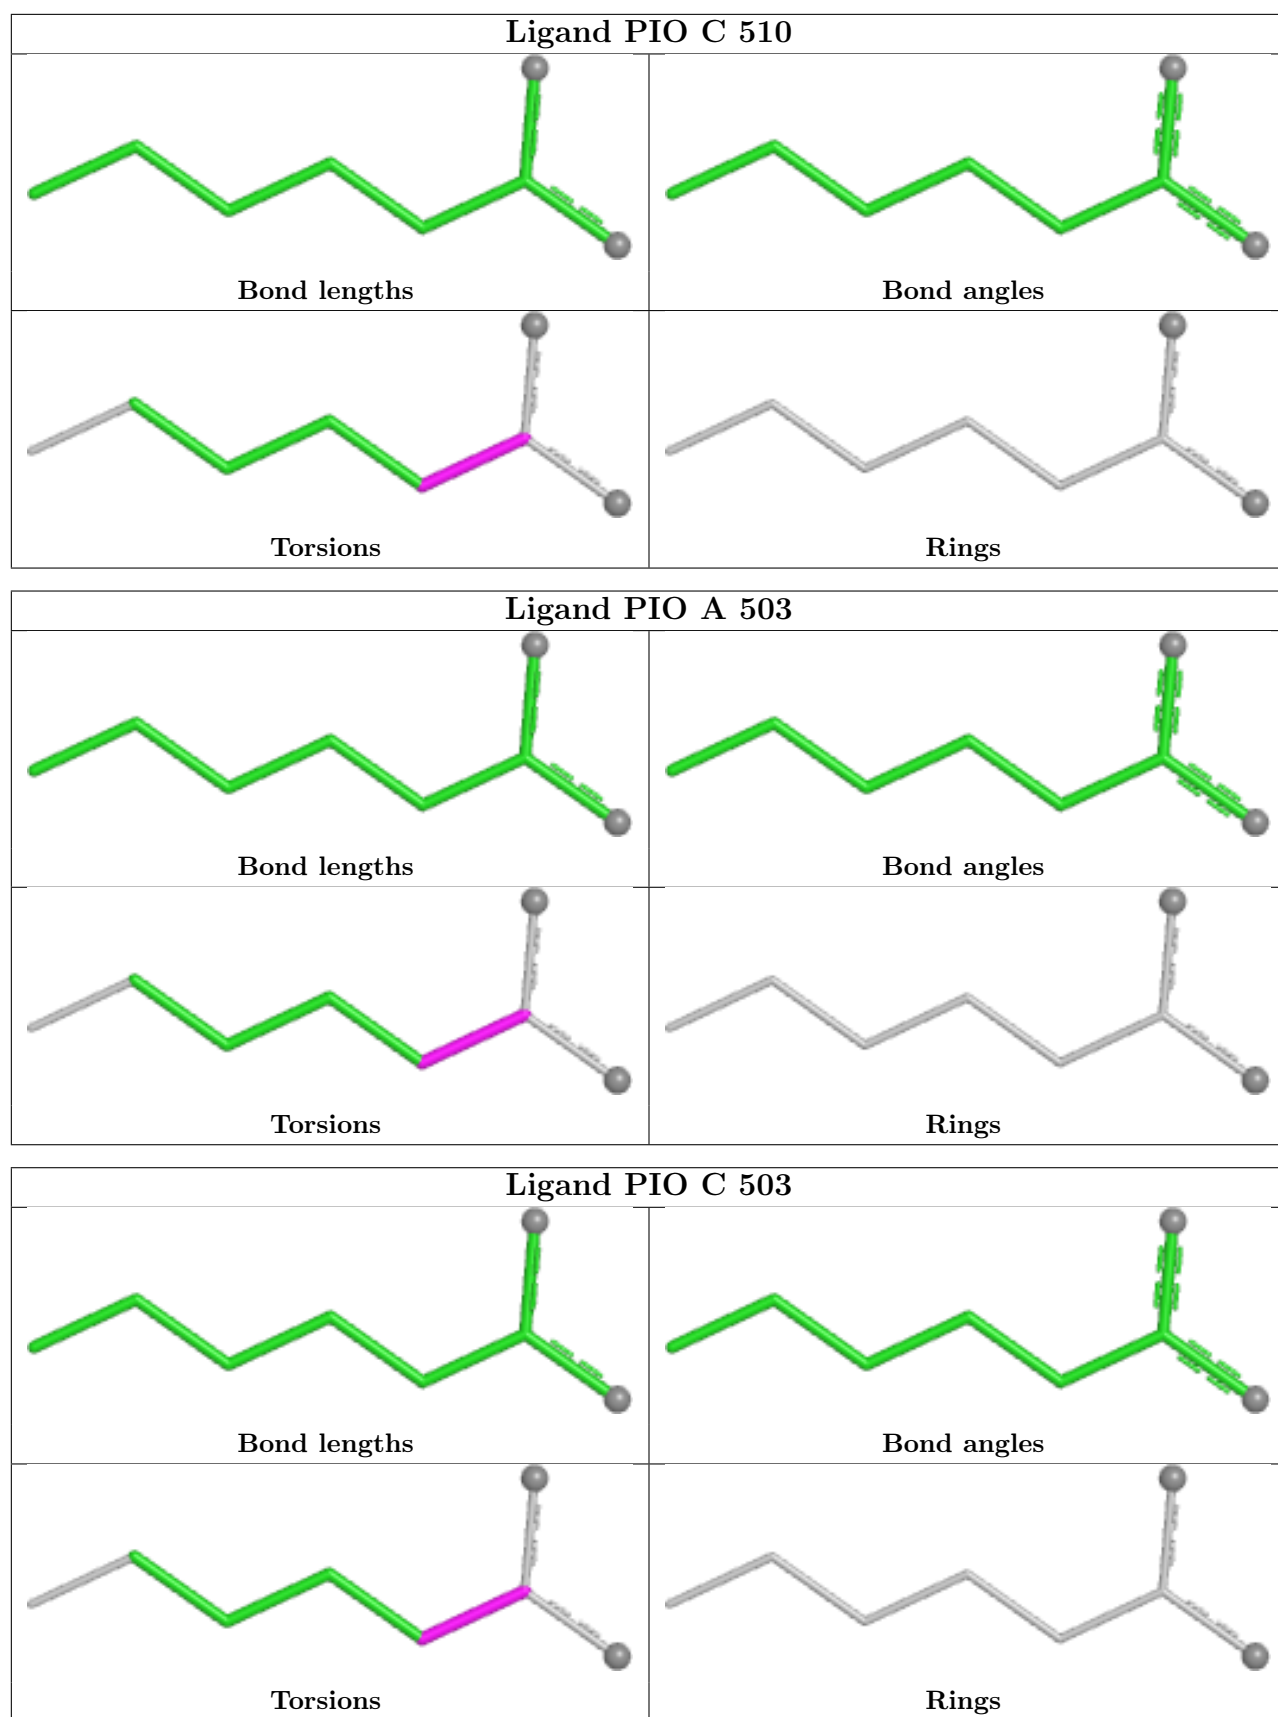 Ligand PIO C 510
Bond lengths
Bond angles
Torsions
Rings
Ligand PIO A 503
Bond lengths
Bond angles
Torsions
Rings
Ligand PIO C 503
Bond lengths
Bond angles
Torsions
Rings